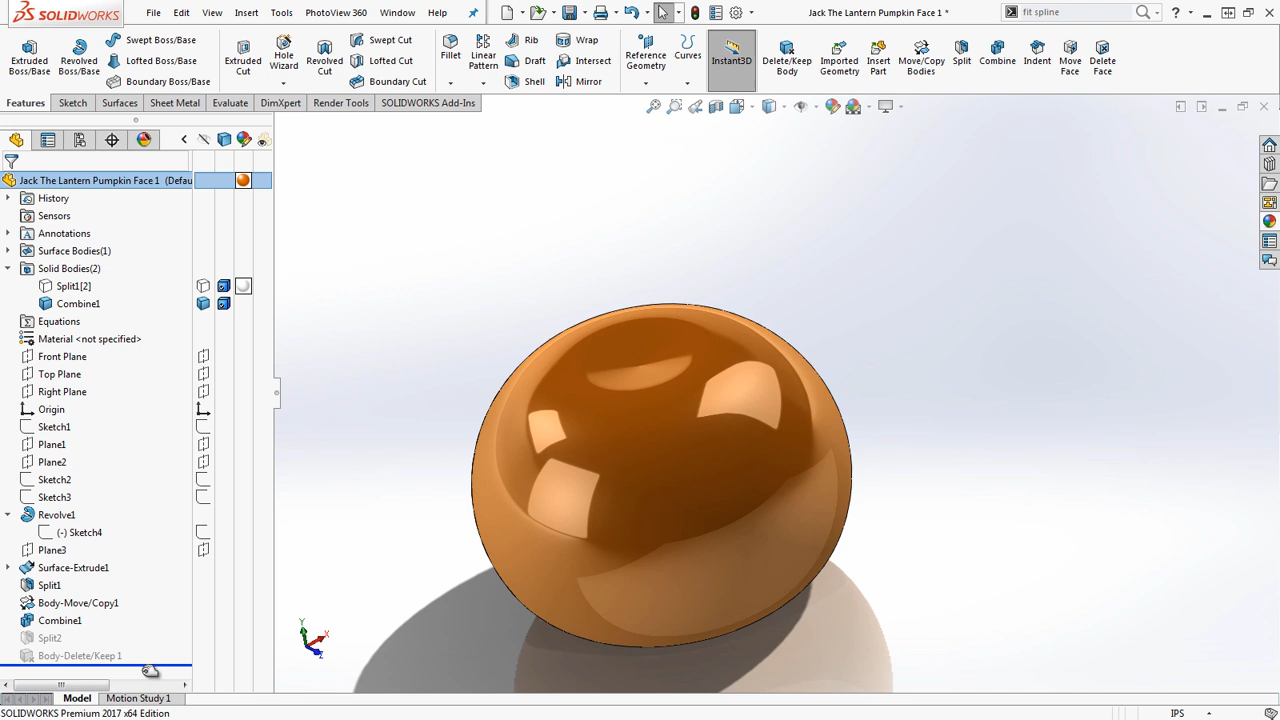 SOLIDWORKS
File Edit View Insert Tools PhotoView 360 Window Help
Jack The Lantern Pumpkin Face 1 *
fit spline
Extruded Boss/Base
Revolved Boss/Base
Swept Boss/Base
Lofted Boss/Base
Boundary Boss/Base
Extruded Cut
Hole Wizard
Revolved Cut
Swept Cut
Lofted Cut
Boundary Cut
Fillet
Linear Pattern
Rib
Draft
Shell
Wrap
Intersect
Mirror
Reference Geometry
Curves
Instant3D
Delete/Keep Body
Imported Geometry
Insert Part
Move/Copy Bodies
Split
Combine
Indent
Move Face
Delete Face
Features Sketch Surfaces Sheet Metal Evaluate DimXpert Render Tools SOLIDWORKS Add-Ins
Jack The Lantern Pumpkin Face 1 (Defau
History
Sensors
Annotations
Surface Bodies(1)
Solid Bodies(2)
Split1[2]
Combine1
Equations
Material <not specified>
Front Plane
Top Plane
Right Plane
Origin
Sketch1
Plane1
Plane2
Sketch2
Sketch3
Revolve1
(-) Sketch4
Plane3
Surface-Extrude1
Split1
Body-Move/Copy1
Combine1
Split2
Body-Delete/Keep 1
Y
X
Z
Model Motion Study 1
SOLIDWORKS Premium 2017 x64 Edition
IPS